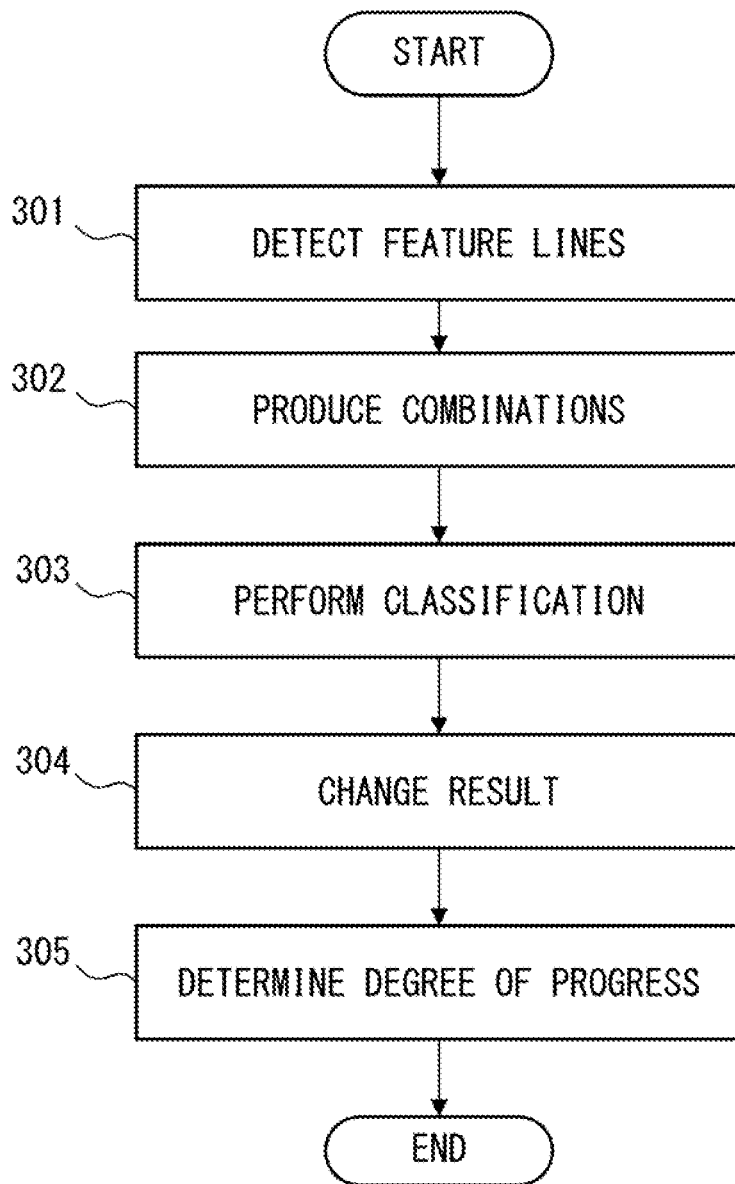 START
301
DETECT FEATURE LINES
302
PRODUCE COMBINATIONS
303
PERFORM CLASSIFICATION
304
CHANGE RESULT
305
DETERMINE DEGREE OF PROGRESS
END